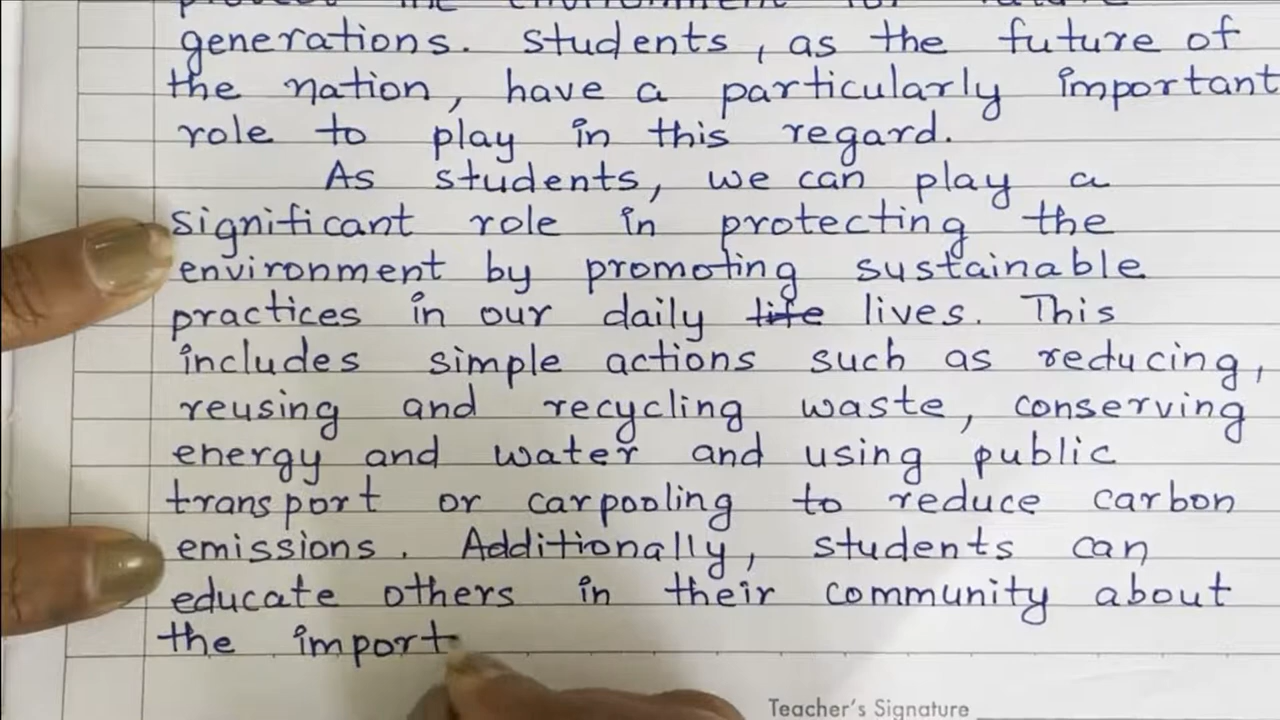 generations. students, as the future of
the nation, have a particularly important
role to play in this regard.
As students, we can play a
significant role in protecting the
environment by promoting sustainable
practices in our daily life lives. This
includes simple actions such as reducing,
reusing and recycling waste, conserving
energy and water and using public
transport or carpooling to reduce carbon
emissions. Additionally, students can
educate others in their community about
the import
Teacher's Signature